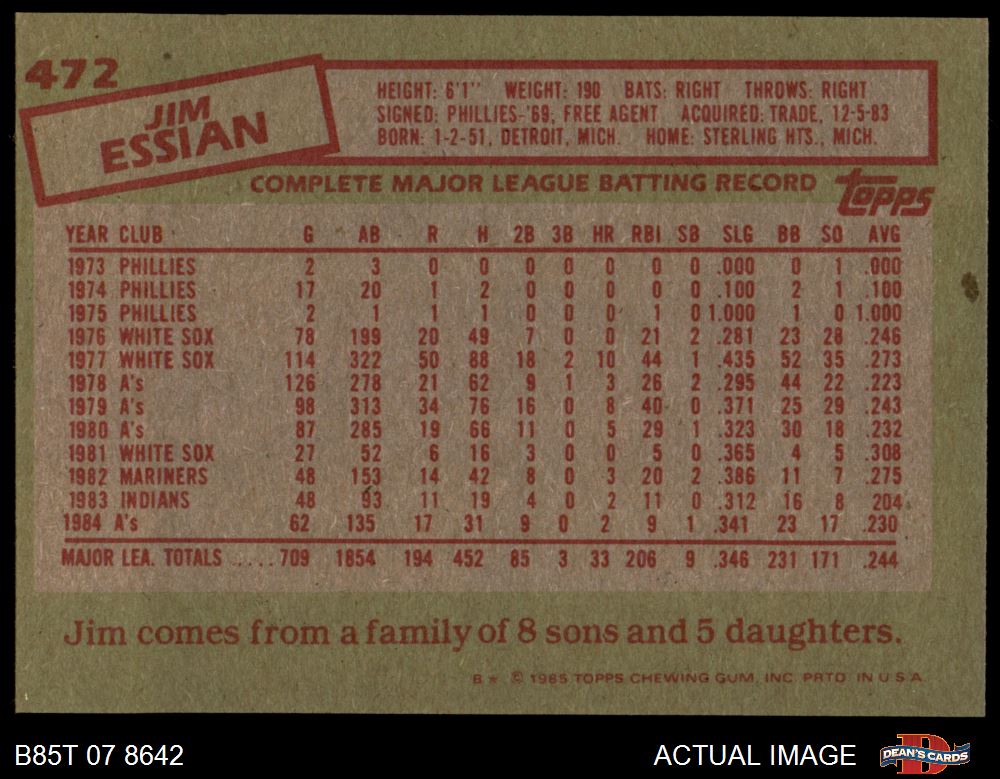 472
JIM
ESSIAN
HEIGHT: 6'1" WEIGHT: 190 BATS: RIGHT THROWS: RIGHT
SIGNED: PHILLIES-'69, FREE AGENT ACQUIRED: TRADE, 12-5-83
BORN: 1-2-51, DETROIT, MICH. HOME: STERLING HTS., MICH.
COMPLETE MAJOR LEAGUE BATTING RECORD topps
YEAR CLUB G AB R H 2B 3B HR RBI SB SLG BB SO AVG
1973 PHILLIES 2 3 0 0 0 0 0 0 0 .000 0 1 .000
1974 PHILLIES 17 20 1 2 0 0 0 0 0 .100 2 1 .100
1975 PHILLIES 2 1 1 1 0 0 0 1 0 1.000 1 0 1.000
1976 WHITE SOX 78 199 20 49 7 0 0 21 2 .281 23 28 .246
1977 WHITE SOX 114 322 50 88 18 2 10 44 1 .435 52 35 .273
1978 A's 126 278 21 62 9 1 3 26 2 .295 44 22 .223
1979 A's 98 313 34 76 16 0 8 40 0 .371 25 29 .243
1980 A's 87 285 19 66 11 0 5 29 1 .323 30 18 .232
1981 WHITE SOX 27 52 6 16 3 0 0 5 0 .365 4 5 .308
1982 MARINERS 48 153 14 42 8 0 3 20 2 .386 11 7 .275
1983 INDIANS 48 93 11 19 4 0 2 11 0 .312 16 8 204
1984 A's 62 135 17 31 9 0 2 9 1 .341 23 17 .230
MAJOR LEA. TOTALS ..... 709 1854 194 452 85 3 33 206 9 .346 231 171 .244
Jim comes from a family of 8 sons and 5 daughters.
B* © 1985 TOPPS CHEWING GUM, INC. PRTD. IN U.S.A.
B85T 07 8642 ACTUAL IMAGE DEAN'S CARDS